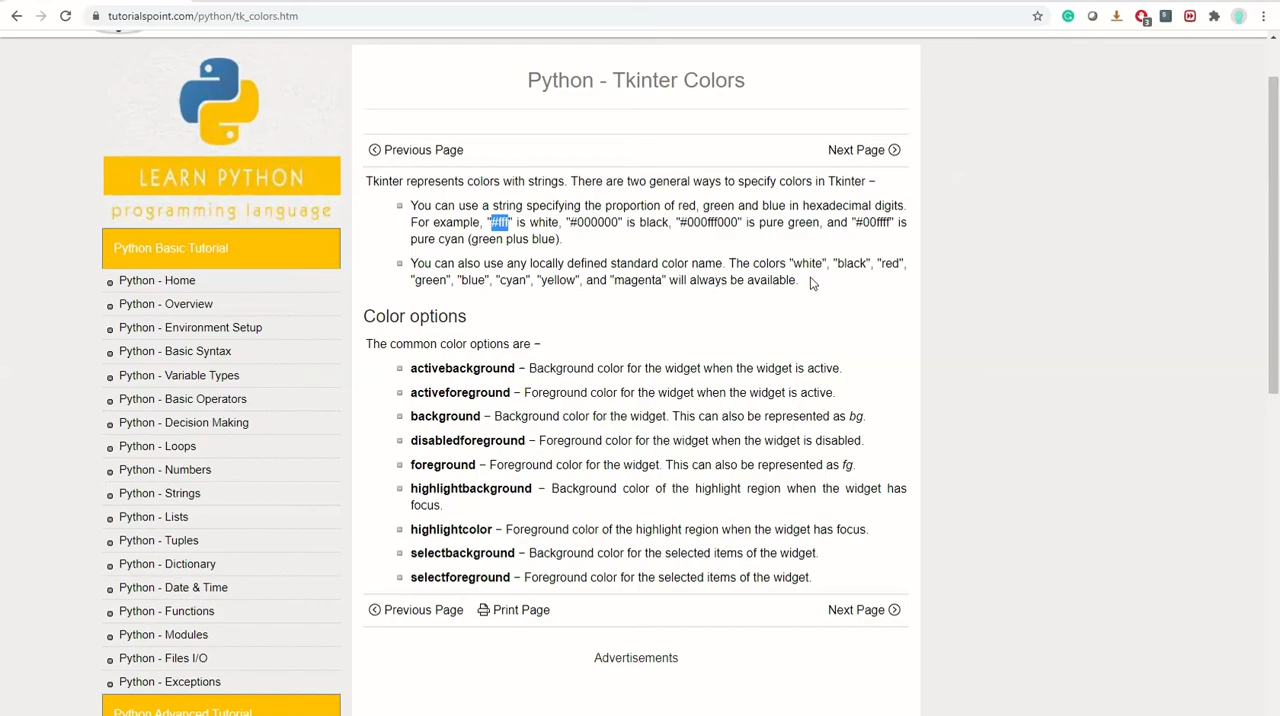 tutorialspoint.com/python/tk_colors.htm
3
LEARN PYTHON
programming language
Python Basic Tutorial
Python - Home
Python - Overview
Python - Environment Setup
Python - Basic Syntax
Python - Variable Types
Python - Basic Operators
Python - Decision Making
Python - Loops
Python - Numbers
Python - Strings
Python - Lists
Python - Tuples
Python - Dictionary
Python - Date & Time
Python - Functions
Python - Modules
Python - Files I/O
Python - Exceptions
Python Advanced Tutorial
Python - Tkinter Colors
Previous Page
Next Page
Tkinter represents colors with strings. There are two general ways to specify colors in Tkinter −
You can use a string specifying the proportion of red, green and blue in hexadecimal digits.
For example, "#fff" is white, "#000000" is black, "#000fff000" is pure green, and "#00ffff" is
pure cyan (green plus blue).
You can also use any locally defined standard color name. The colors "white", "black", "red",
"green", "blue", "cyan", "yellow", and "magenta" will always be available.
Color options
The common color options are −
activebackground − Background color for the widget when the widget is active.
activeforeground − Foreground color for the widget when the widget is active.
background − Background color for the widget. This can also be represented as bg.
disabledforeground − Foreground color for the widget when the widget is disabled.
foreground − Foreground color for the widget. This can also be represented as fg.
highlightbackground − Background color of the highlight region when the widget has
focus.
highlightcolor − Foreground color of the highlight region when the widget has focus.
selectbackground − Background color for the selected items of the widget.
selectforeground − Foreground color for the selected items of the widget.
Previous Page
Print Page
Next Page
Advertisements